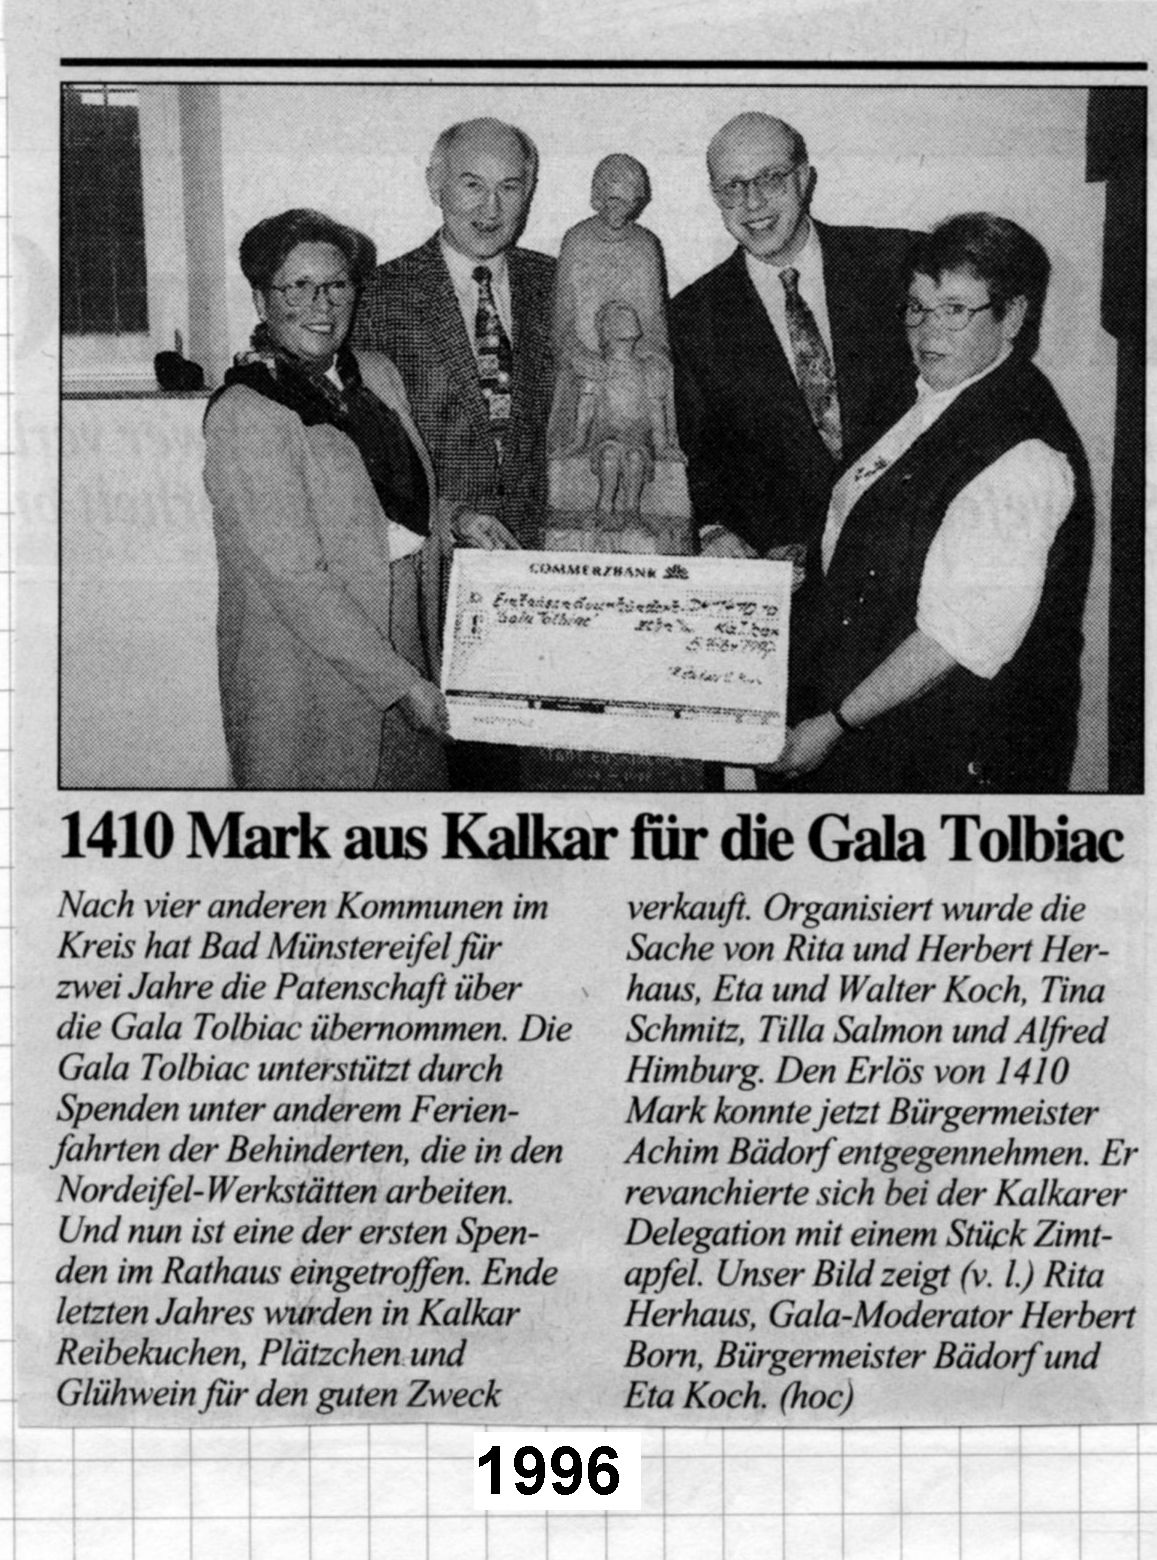 COMMERZBANK
1410 Mark aus Kalkar für die Gala Tolbiac
Nach vier anderen Kommunen im
Kreis hat Bad Münstereifel für
zwei Jahre die Patenschaft über
die Gala Tolbiac übernommen. Die
Gala Tolbiac unterstützt durch
Spenden unter anderem Ferien-
fahrten der Behinderten, die in den
Nordeifel-Werkstätten arbeiten.
Und nun ist eine der ersten Spen-
den im Rathaus eingetroffen. Ende
letzten Jahres wurden in Kalkar
Reibekuchen, Plätzchen und
Glühwein für den guten Zweck
verkauft. Organisiert wurde die
Sache von Rita und Herbert Her-
haus, Eta und Walter Koch, Tina
Schmitz, Tilla Salmon und Alfred
Himburg. Den Erlös von 1410
Mark konnte jetzt Bürgermeister
Achim Bädorf entgegennehmen. Er
revanchierte sich bei der Kalkarer
Delegation mit einem Stück Zimt-
apfel. Unser Bild zeigt (v. l.) Rita
Herhaus, Gala-Moderator Herbert
Born, Bürgermeister Bädorf und
Eta Koch. (hoc)
1996